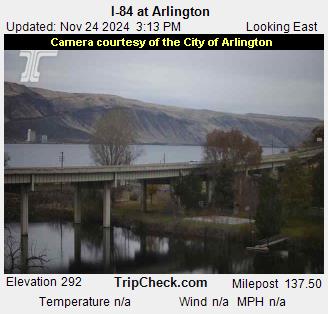 I-84 at Arlington
Updated: Nov 24 2024 3:13 PM Looking East
Camera courtesy of the City of Arlington
Elevation 292 TripCheck.com Milepost 137.50
Temperature n/a Wind n/a MPH n/a